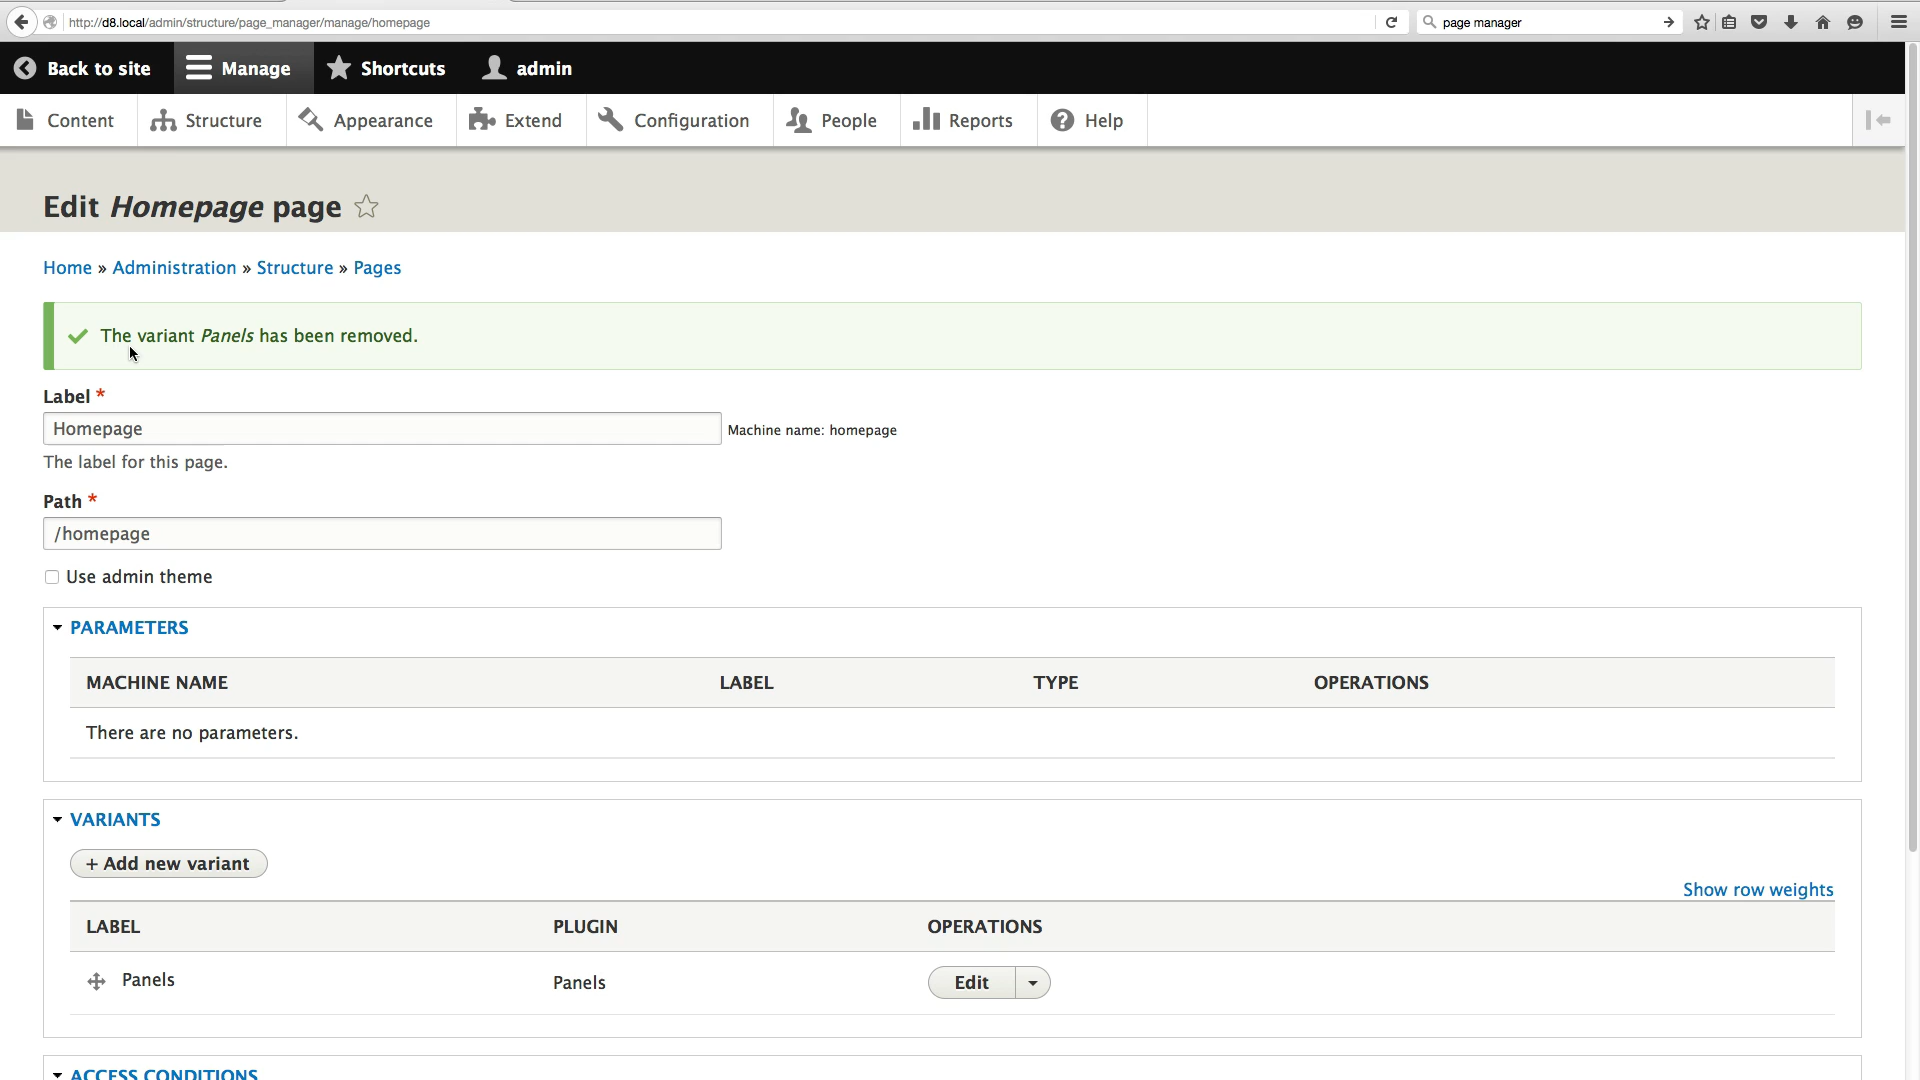 http://d8.local/admin/structure/page_manager/manage/homepage
page manager
Back to site
Manage
Shortcuts
admin
Content
Structure
Appearance
Extend
Configuration
People
Reports
Help
Edit Homepage page
Home » Administration » Structure » Pages
The variant Panels has been removed.
Label *
Homepage
Machine name: homepage
The label for this page.
Path *
/homepage
Use admin theme
PARAMETERS
MACHINE NAME LABEL TYPE OPERATIONS
There are no parameters.
VARIANTS
+ Add new variant
Show row weights
LABEL PLUGIN OPERATIONS
Panels Panels Edit
ACCESS CONDITIONS